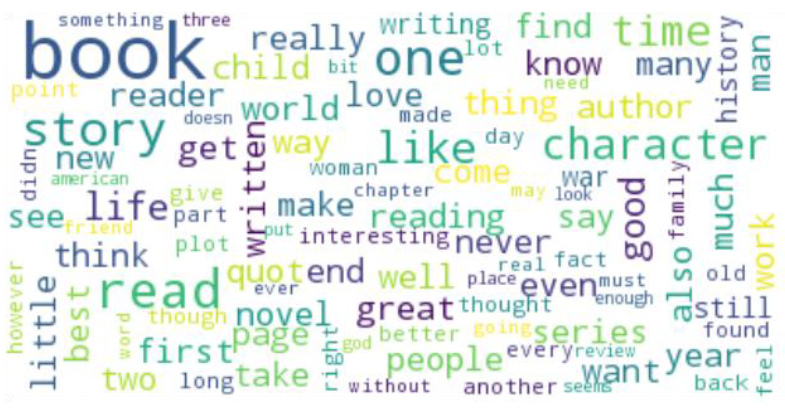 something three
book
really
writing
find
time
child
bit
one
lot
know
many
history
man
point
reader
doesn
world
love
made
need
thing
author
story
get
written
way
like
day
character
didn
new
american
woman
come
war
look
family
see
friend
life
give
part
make
chapter
may
say
good
much
work
reading
plot
put
interesting
never
think
also
quot
end
well
real
fact
place
even
must
enough
old
still
found
however
little
best
read
ever
though
novel
great
thought
word
first
page
right
god
better
going
series
people
every
review
want
year
feel
two
long
take
without
another
seems
back